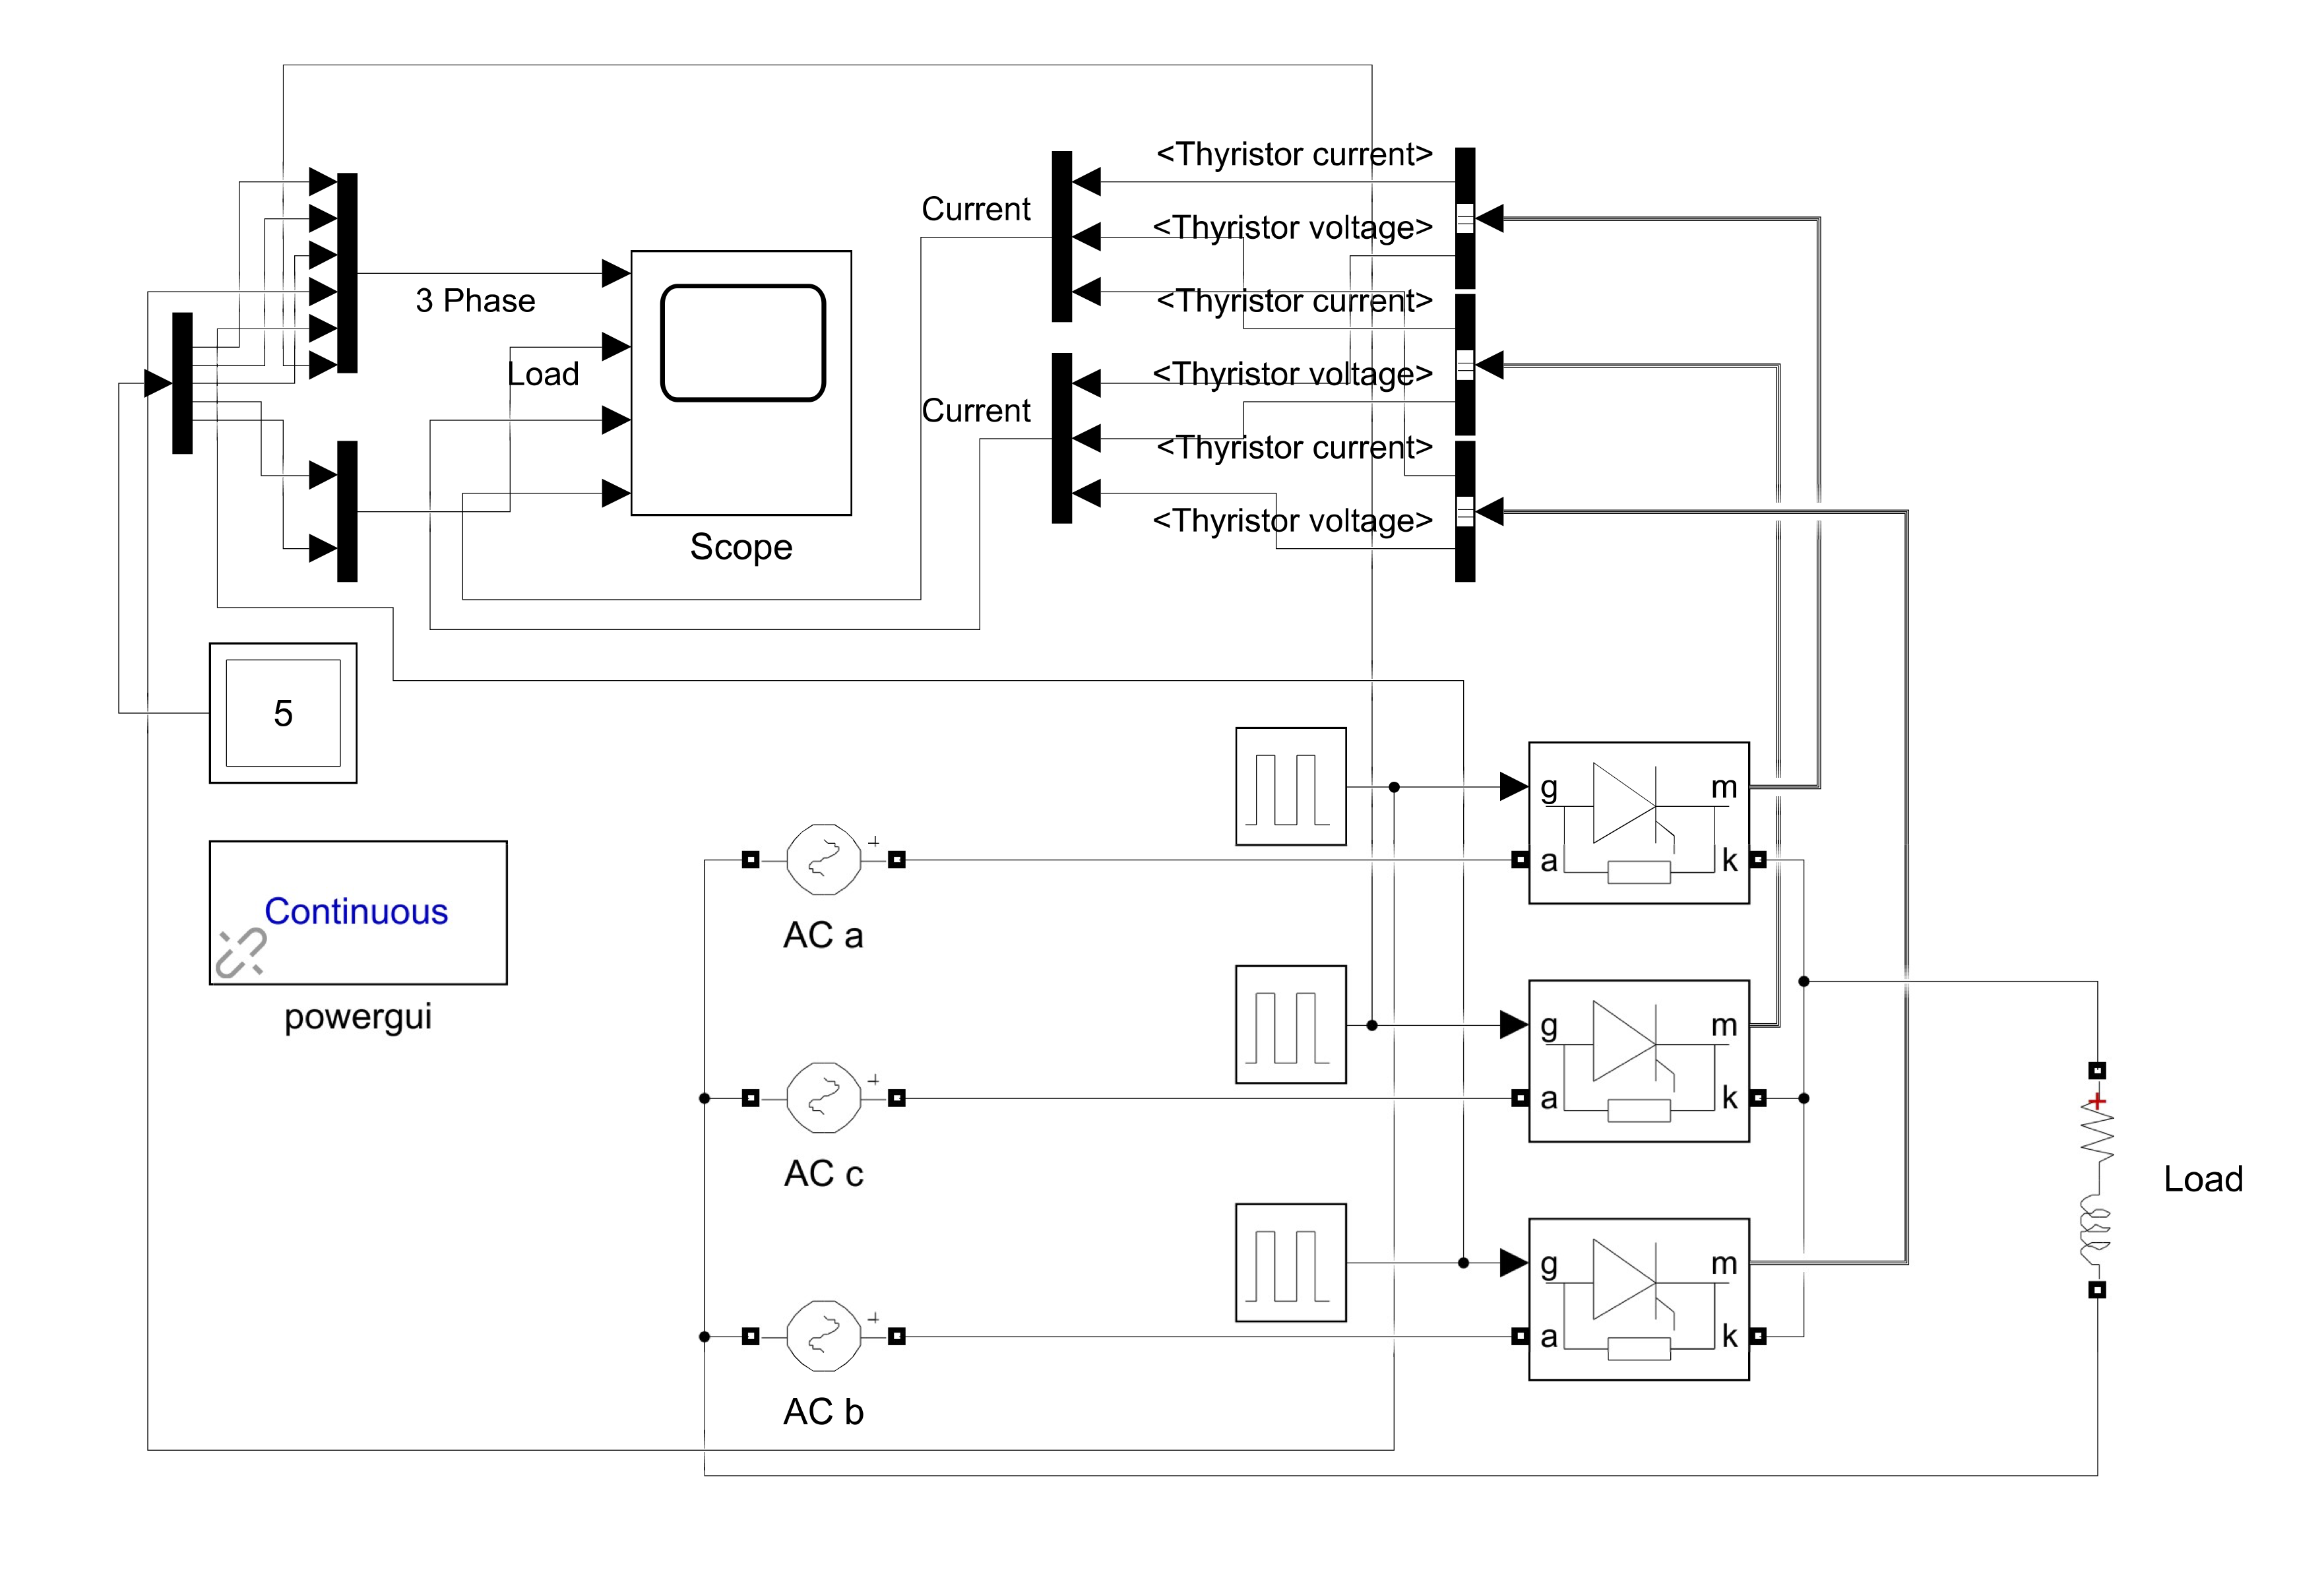 <Thyristor current>
Current
<Thyristor voltage>
3 Phase
<Thyristor current>
Load
<Thyristor voltage>
Current
<Thyristor current>
<Thyristor voltage>
Scope
5
g
m
a
k
+
AC a
Continuous
powergui
g
m
a
k
+
AC c
+
Load
g
m
a
k
+
AC b